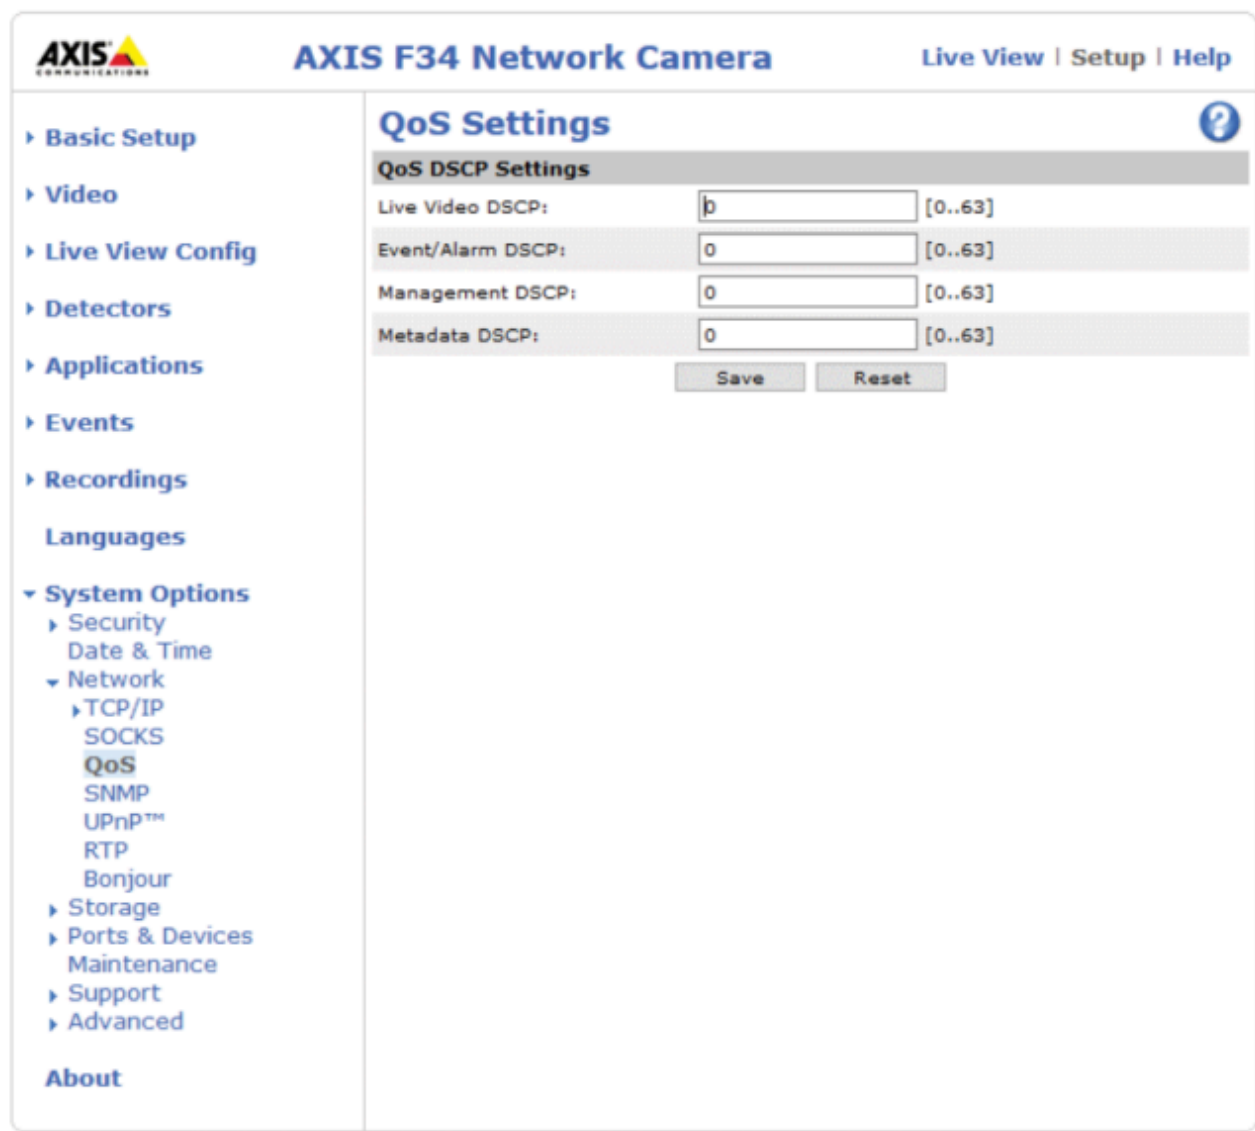 AXIS
COMMUNICATIONS
AXIS F34 Network Camera
Live View | Setup | Help
Basic Setup
Video
Live View Config
Detectors
Applications
Events
Recordings
Languages
System Options
Security
Date & Time
Network
TCP/IP
SOCKS
QoS
SNMP
UPnP™
RTP
Bonjour
Storage
Ports & Devices
Maintenance
Support
Advanced
About
QoS Settings
?
QoS DSCP Settings
Live Video DSCP: 0 [0..63]
Event/Alarm DSCP: 0 [0..63]
Management DSCP: 0 [0..63]
Metadata DSCP: 0 [0..63]
Save Reset